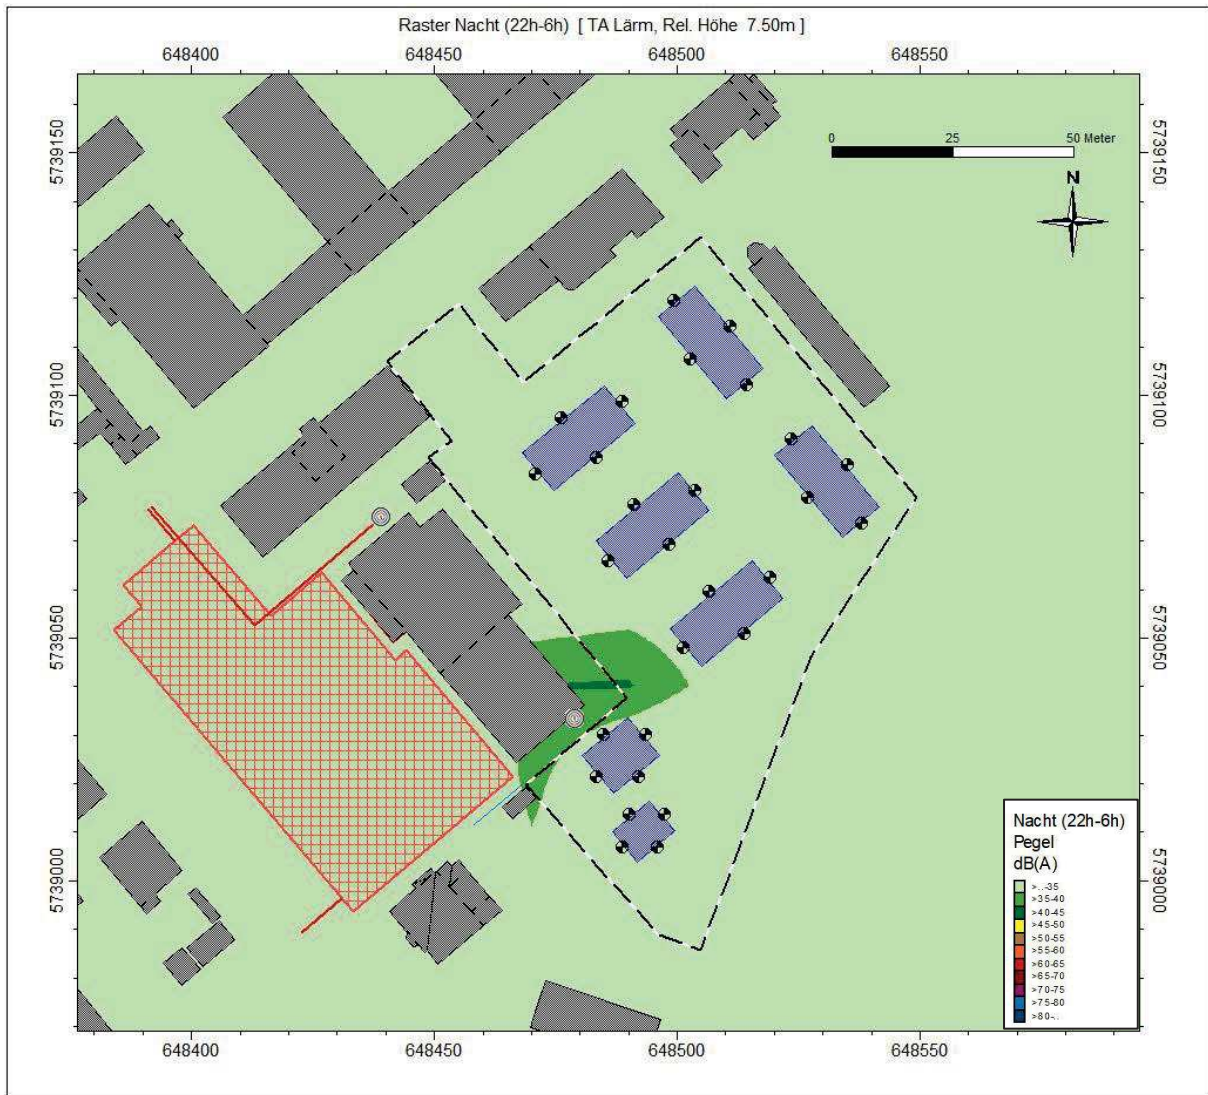 Raster Nacht (22h-6h) [ TA Lärm, Rel. Höhe 7.50m ]
648400 648450 648500 648550
0 25 50 Meter
N
5739150 5739150
5739100 5739100
5739050 5739050
5739000 5739000
Nacht (22h-6h)
Pegel
dB(A)
>..-35
>35-40
>40-45
>45-50
>50-55
>55-60
>60-65
>65-70
>70-75
>75-80
>80-..
648400 648450 648500 648550